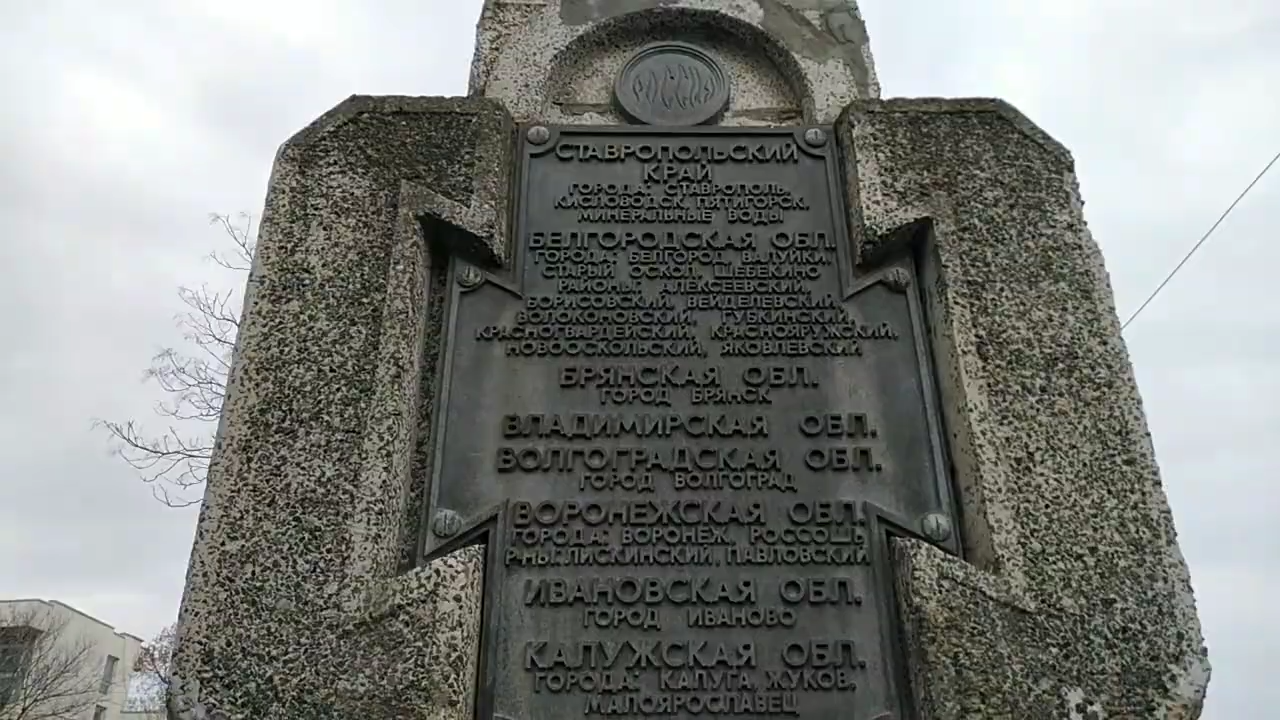 РОССИЯ
СТАВРОПОЛЬСКИЙ
КРАЙ
ГОРОДА: СТАВРОПОЛЬ,
КИСЛОВОДСК, ПЯТИГОРСК,
МИНЕРАЛЬНЫЕ ВОДЫ
БЕЛГОРОДСКАЯ ОБЛ.
ГОРОДА: БЕЛГОРОД, ВАЛУЙКИ,
СТАРЫЙ ОСКОЛ, ШЕБЕКИНО
РАЙОНЫ: АЛЕКСЕЕВСКИЙ,
БОРИСОВСКИЙ, ВЕЙДЕЛЕВСКИЙ,
ВОЛОКОНОВСКИЙ, ГУБКИНСКИЙ,
КРАСНОГВАРДЕЙСКИЙ, КРАСНОЯРУЖСКИЙ,
НОВООСКОЛЬСКИЙ, ЯКОВЛЕВСКИЙ
БРЯНСКАЯ ОБЛ.
ГОРОД БРЯНСК
ВЛАДИМИРСКАЯ ОБЛ.
ВОЛГОГРАДСКАЯ ОБЛ.
ГОРОД ВОЛГОГРАД
ВОРОНЕЖСКАЯ ОБЛ.
ГОРОДА: ВОРОНЕЖ, РОССОШЬ
Р-НЫ: ЛИСКИНСКИЙ, ПАВЛОВСКИЙ
ИВАНОВСКАЯ ОБЛ.
ГОРОД ИВАНОВО
КАЛУЖСКАЯ ОБЛ.
ГОРОДА: КАЛУГА, ЖУКОВ,
МАЛОЯРОСЛАВЕЦ